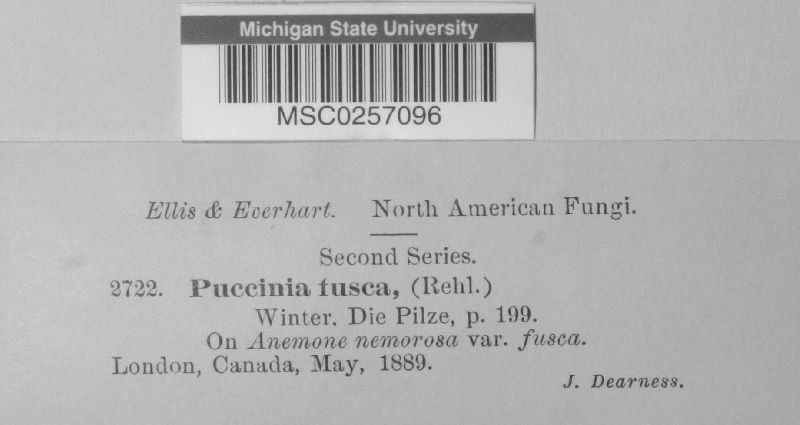 Michigan State University
MSC0257096
Ellis & Everhart. North American Fungi.
Second Series.
2722. Puccinia fusca, (Rehl.)
Winter. Die Pilze, p. 199.
On Anemone nemorosa var. fusca.
London, Canada, May, 1889.
J. Dearness.